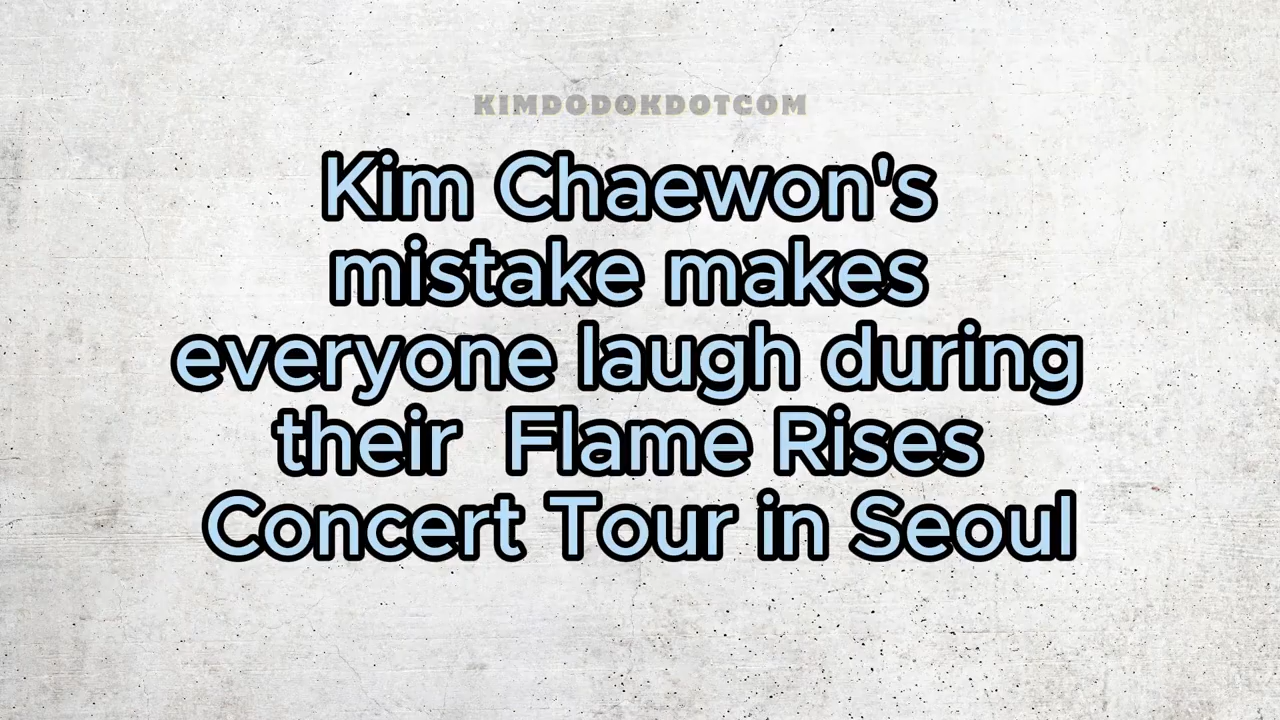 KIMDODOKDOTCOM
Kim Chaewon's
mistake makes
everyone laugh during
their  Flame Rises
Concert Tour in Seoul